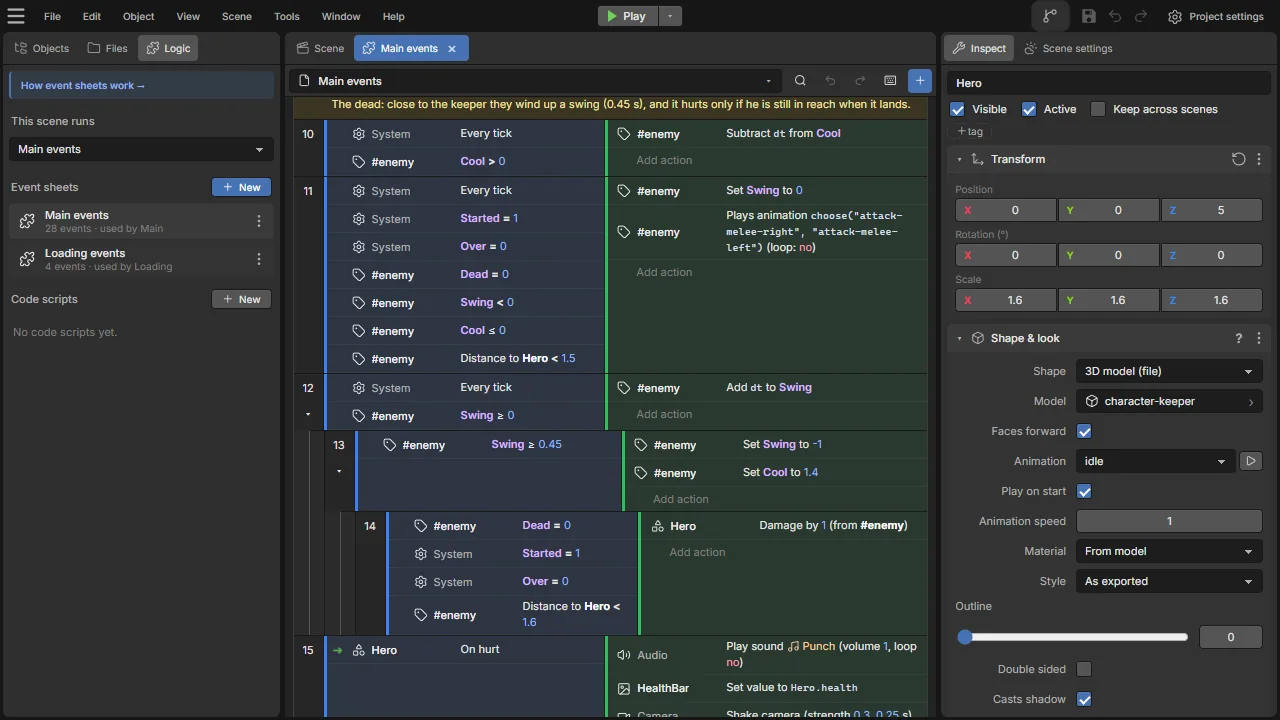 File Edit Object View Scene Tools Window Help Play Project settings
Objects Files Logic Scene Main events × Inspect Scene settings
How event sheets work →
This scene runs
Main events
Event sheets + New
Main events
28 events · used by Main
Loading events
4 events · used by Loading
Code scripts + New
No code scripts yet.
Main events
The dead: close to the keeper they wind up a swing (0.45 s), and it hurts only if he is still in reach when it lands.
10 System Every tick #enemy Subtract dt from Cool
#enemy Cool > 0 Add action
11 System Every tick #enemy Set Swing to 0
System Started = 1 #enemy Plays animation choose("attack-
melee-right", "attack-melee-
left") (loop: no)
System Over = 0
#enemy Dead = 0 Add action
#enemy Swing < 0
#enemy Cool ≤ 0
#enemy Distance to Hero < 1.5
12 System Every tick #enemy Add dt to Swing
#enemy Swing ≥ 0 Add action
13 #enemy Swing ≥ 0.45 #enemy Set Swing to -1
#enemy Set Cool to 1.4
Add action
14 #enemy Dead = 0 Hero Damage by 1 (from #enemy)
System Started = 1 Add action
System Over = 0
#enemy Distance to Hero <
1.6
15 Hero On hurt Audio Play sound Punch (volume 1, loop
no)
HealthBar Set value to Hero.health
Camera Shake camera (strength 0.3, 0.25 s)
Hero
Visible Active Keep across scenes
+ tag
Transform
Position
X 0 Y 0 Z 5
Rotation (°)
X 0 Y 0 Z 0
Scale
X 1.6 Y 1.6 Z 1.6
Shape & look ?
Shape 3D model (file)
Model character-keeper
Faces forward
Animation idle
Play on start
Animation speed 1
Material From model
Style As exported
Outline
0
Double sided
Casts shadow